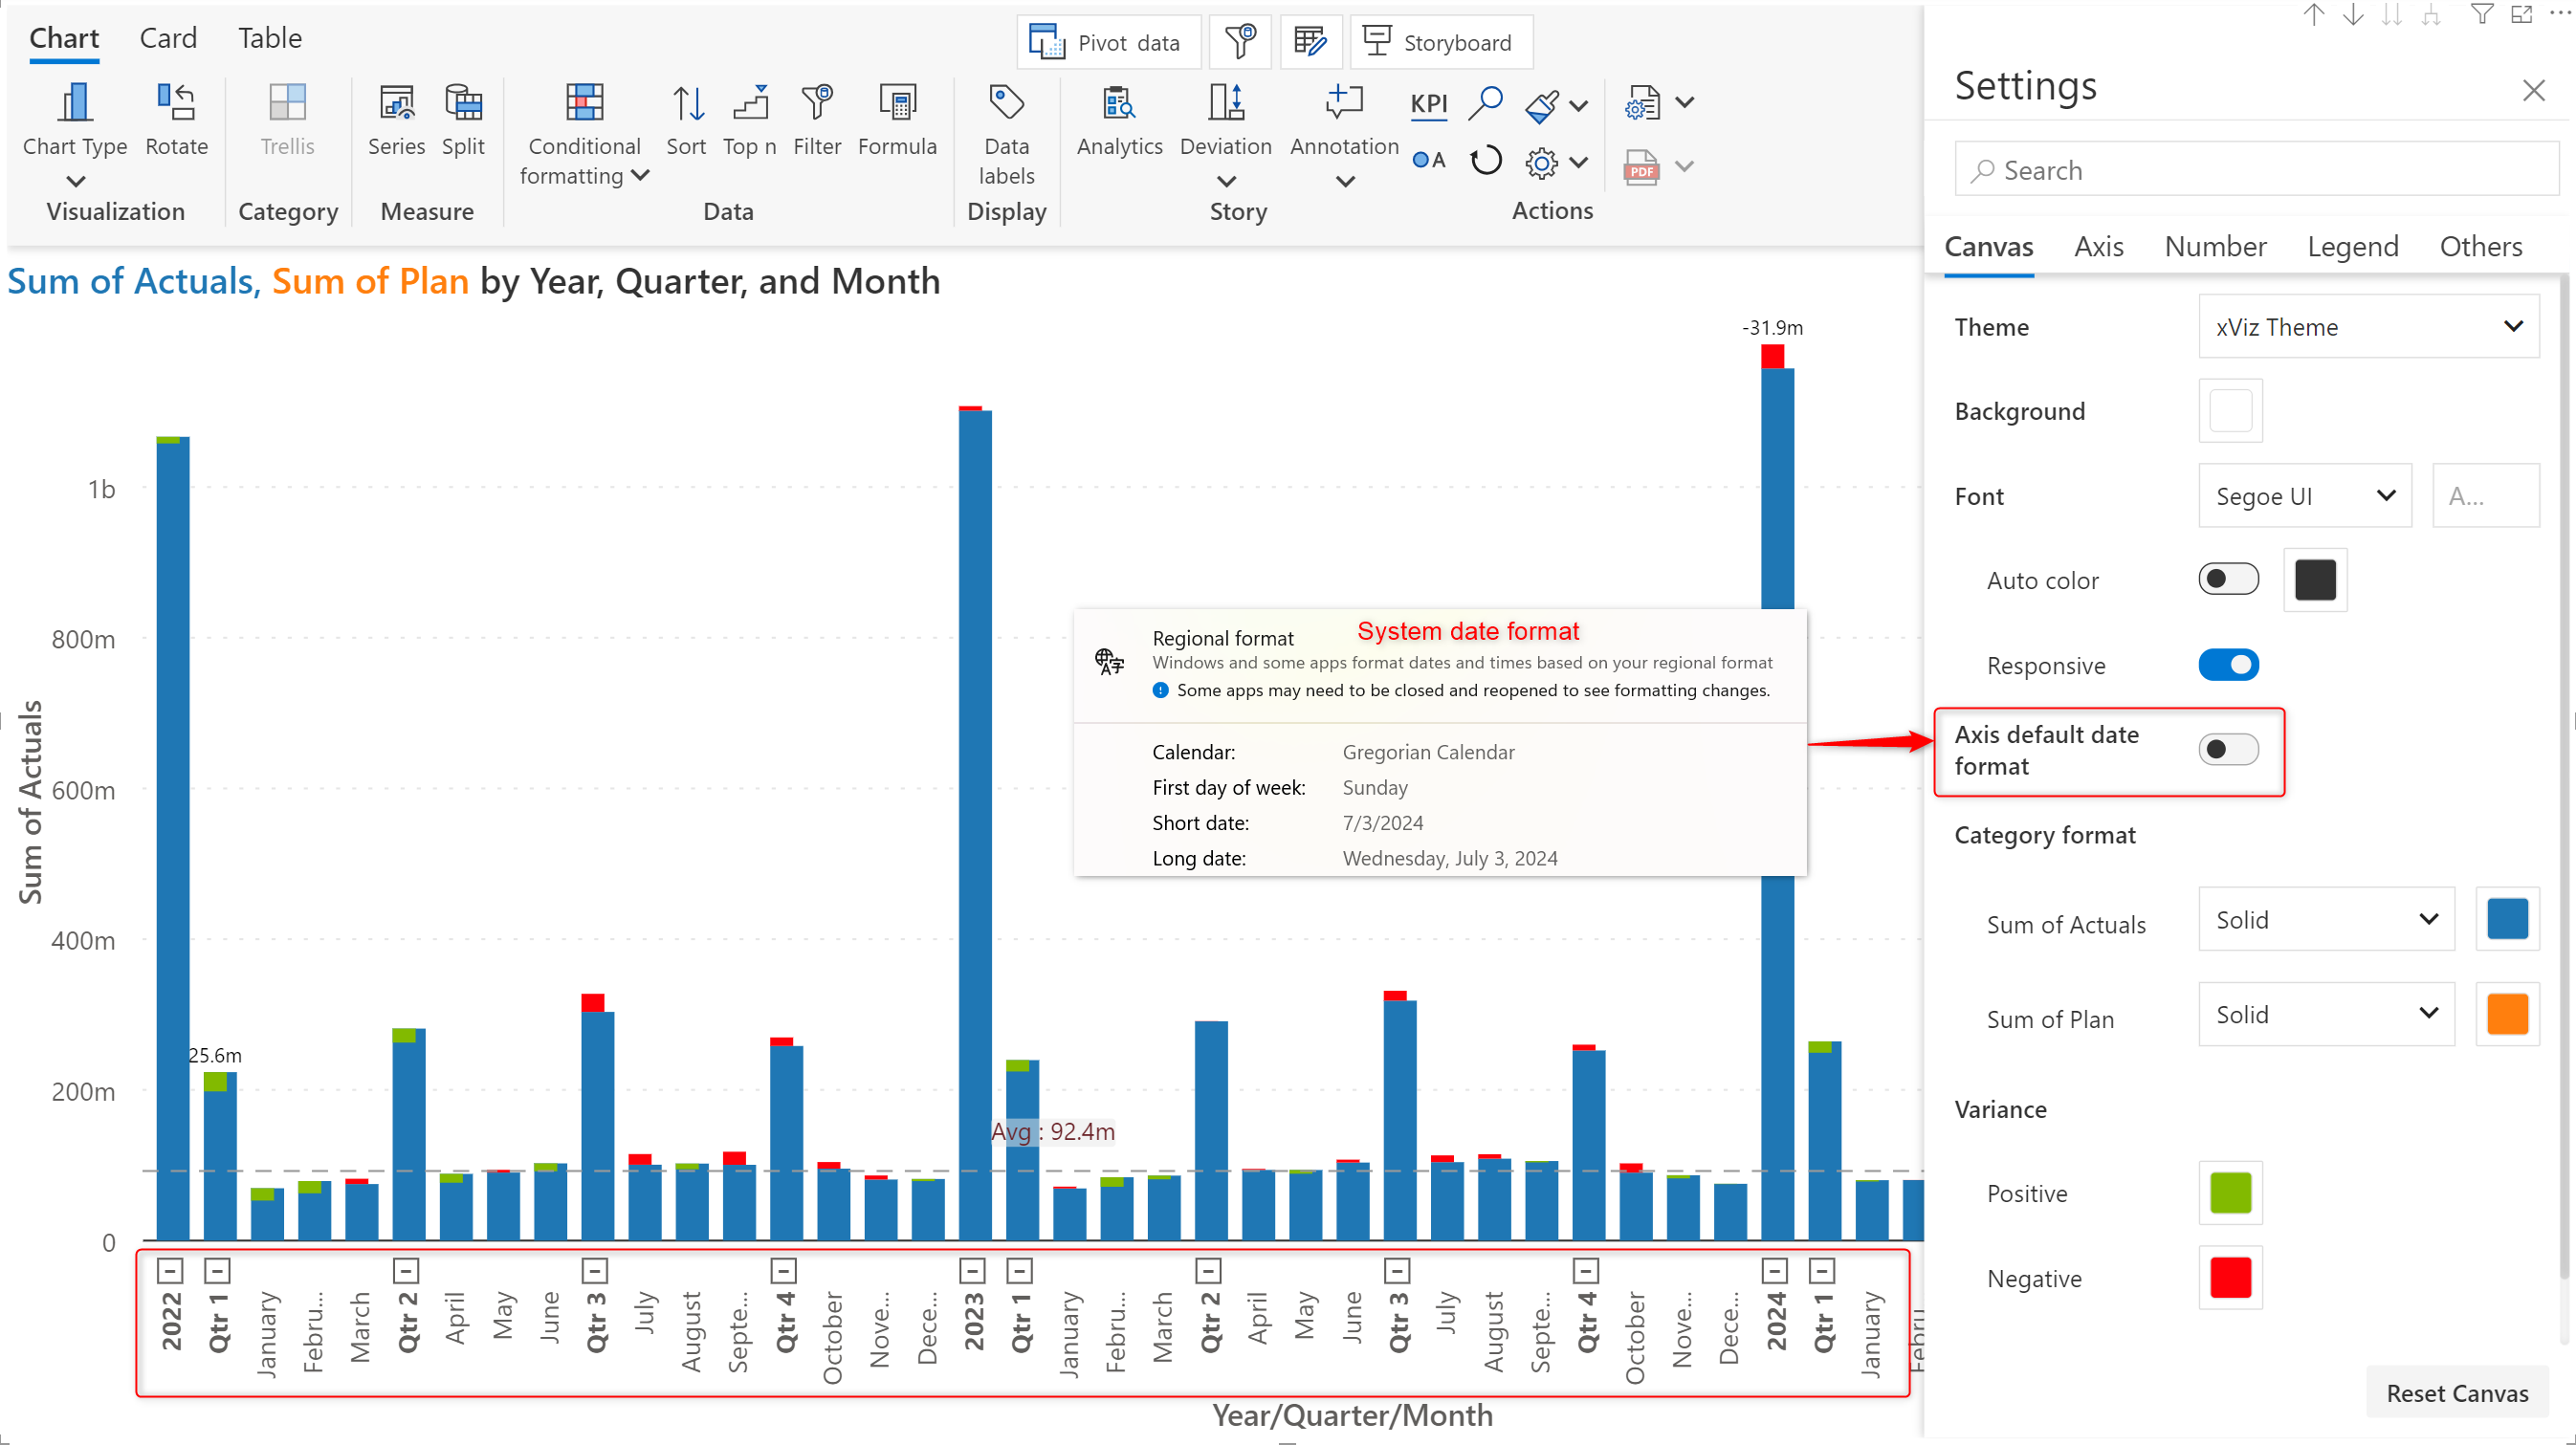 Chart Card Table
Pivot data
Storyboard
Chart Type
Rotate
Trellis
Series
Split
Conditional
formatting
Sort
Top n
Filter
Formula
Data
labels
Analytics
Deviation
Annotation
KPI
A
PDF
Visualization
Category
Measure
Data
Display
Story
Actions
Sum of Actuals, Sum of Plan by Year, Quarter, and Month
Sum of Actuals
1b
800m
600m
400m
200m
0
25.6m
-31.9m
Avg : 92.4m
Regional format
System date format
Windows and some apps format dates and times based on your regional format
Some apps may need to be closed and reopened to see formatting changes.
Calendar: Gregorian Calendar
First day of week: Sunday
Short date: 7/3/2024
Long date: Wednesday, July 3, 2024
2022
Qtr 1
January
Febru...
March
Qtr 2
April
May
June
Qtr 3
July
August
Septe...
Qtr 4
October
Nove...
Dece...
2023
Qtr 1
January
Febru...
March
Qtr 2
April
May
June
Qtr 3
July
August
Septe...
Qtr 4
October
Nove...
Dece...
2024
Qtr 1
January
Febru
Year/Quarter/Month
Settings
Search
Canvas Axis Number Legend Others
Theme xViz Theme
Background
Font Segoe UI A...
Auto color
Responsive
Axis default date
format
Category format
Sum of Actuals Solid
Sum of Plan Solid
Variance
Positive
Negative
Reset Canvas